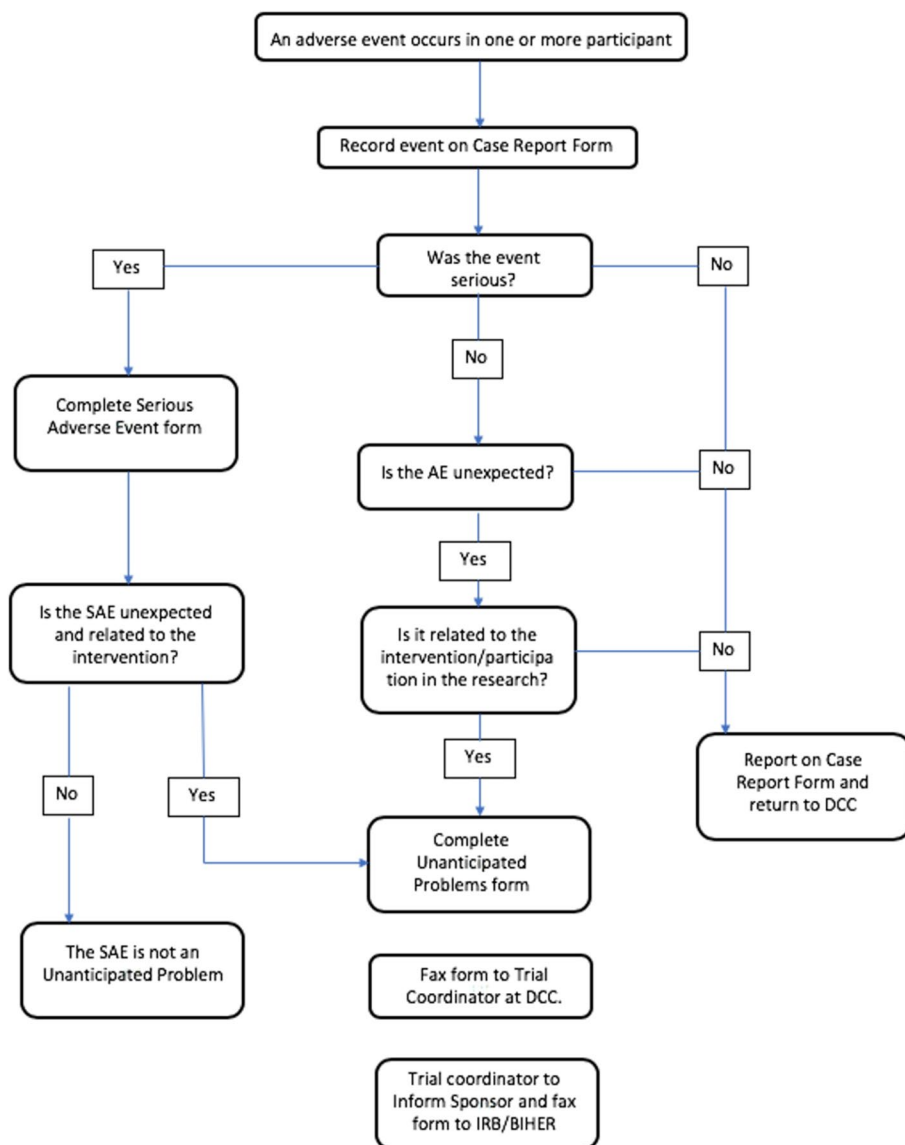 An adverse event occurs in one or more participant
Record event on Case Report Form
Was the event
serious?
Yes
No
No
Complete Serious
Adverse Event form
Is the AE unexpected?
No
Yes
Is the SAE unexpected
and related to the
intervention?
Is it related to the
intervention/participa
tion in the research?
No
Yes
Report on Case
Report Form and
return to DCC
No
Yes
Complete
Unanticipated
Problems form
The SAE is not an
Unanticipated Problem
Fax form to Trial
Coordinator at DCC.
Trial coordinator to
Inform Sponsor and fax
form to IRB/BIHER